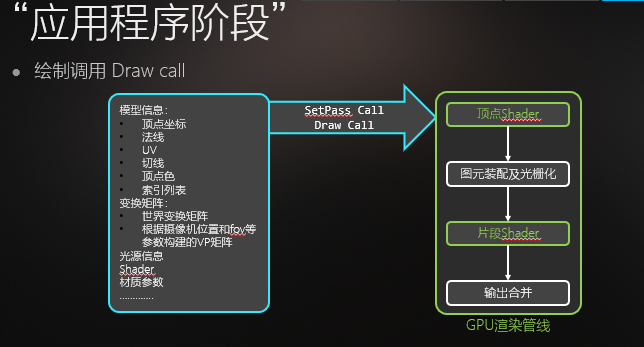 “应用程序阶段”
● 绘制调用 Draw call
模型信息：
• 顶点坐标
• 法线
• UV
• 切线
• 顶点色
• 索引列表
变换矩阵：
• 世界变换矩阵
• 根据摄像机位置和fov等
参数构建的VP矩阵
光源信息
Shader
材质参数
............
SetPass Call
Draw Call
顶点Shader
图元装配及光栅化
片段Shader
输出合并
GPU渲染管线